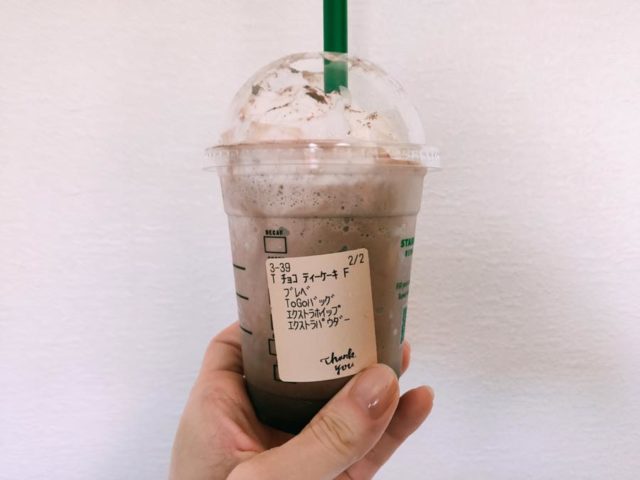 DECAF
3-39 2/2
T チョコ ティーケーキ F
ブレベ
ToGoバッグ
エクストラホイップ
エクストラパウダー
Thank
you